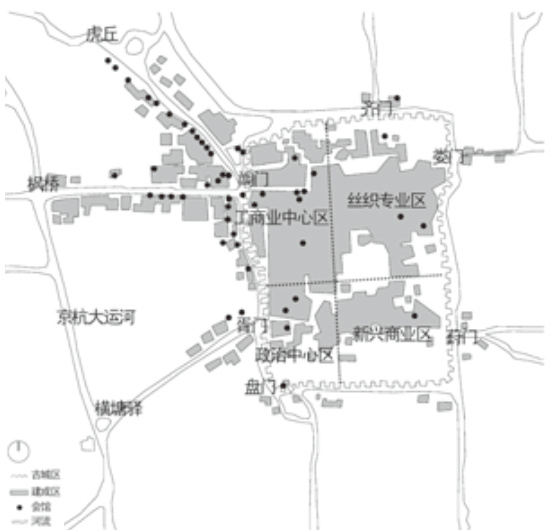 虎丘
齐门
娄门
枫桥
阊门
丝织专业区
工商业中心区
京杭大运河
胥门
新兴商业区
葑门
政治中心区
盘门
横塘驿
古城区
建成区
会馆
河流